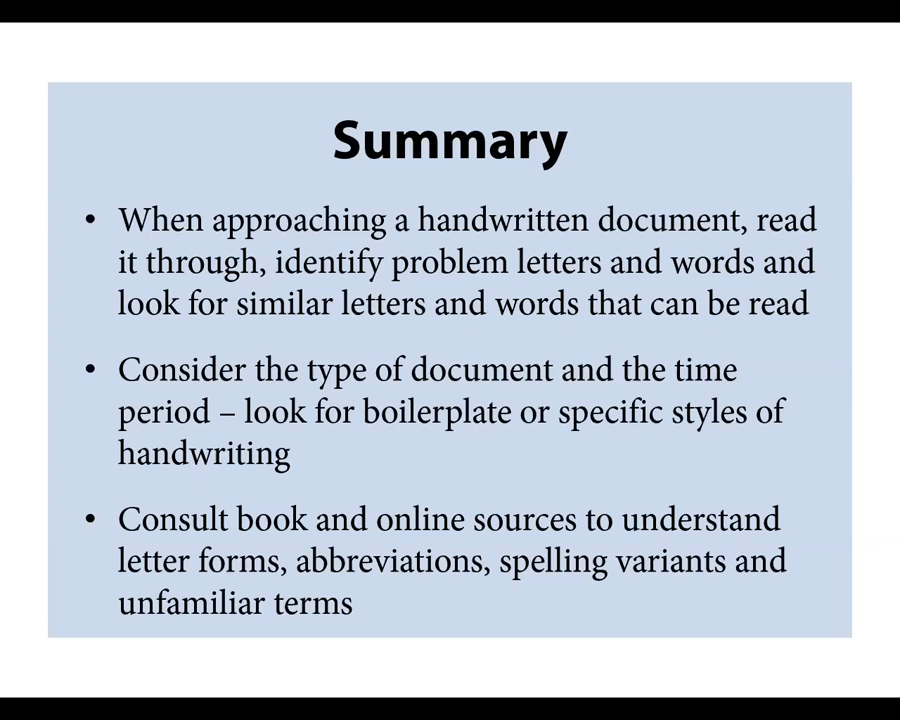 Summary
• When approaching a handwritten document, read
it through, identify problem letters and words and
look for similar letters and words that can be read
• Consider the type of document and the time
period – look for boilerplate or specific styles of
handwriting
• Consult book and online sources to understand
letter forms, abbreviations, spelling variants and
unfamiliar terms